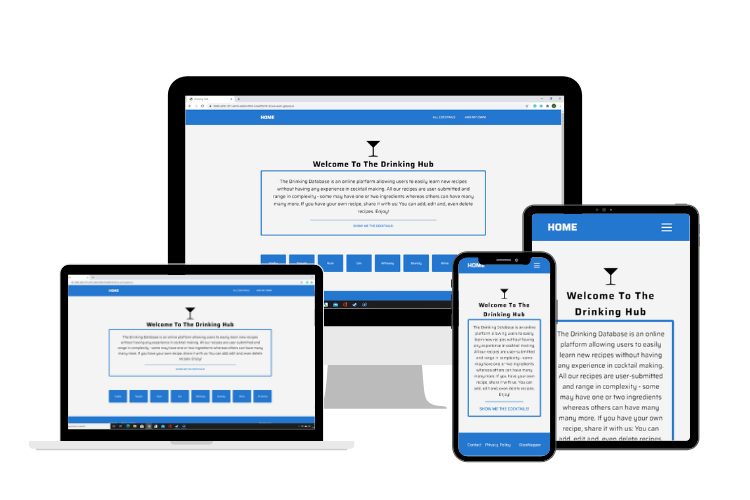 HOME
ALL COCKTAILS ADD MY OWN
Welcome To The Drinking Hub
The Drinking Database is an online platform allowing users to easily learn new recipes
without having any experience in cocktail making. All our recipes are user-submitted and
range in complexity - some may have one or two ingredients whereas others can have many
many more. If you have your own recipe, share it with us: You can add, edit and, even delete
recipes. Enjoy!
SHOW ME THE COCKTAILS!
HOME
Welcome To The Drinking Hub
The Drinking Database is an online platform allowing users to easily learn new recipes
without having any experience in cocktail making. All our recipes are user-submitted and
range in complexity - some may have one or two ingredients whereas others can have many
many more. If you have your own recipe, share it with us: You can add, edit and, even delete
recipes. Enjoy!
SHOW ME THE COCKTAILS!
HOME
Welcome To The
Drinking Hub
The Drinking Database is an online
platform allowing users to easily
learn new recipes without having
any experience in cocktail making.
All our recipes are user-submitted
and range in complexity - some
may have one or two ingredients
whereas others can have many
many more. If you have your own
recipe, share it with us: You can
add, edit and, even delete recipes.
Enjoy!
SHOW ME THE COCKTAILS!
Contact Privacy Policy
HOME
Welcome To The
Drinking Hub
The Drinking Database is an online
platform allowing users to easily
learn new recipes without having
any experience in cocktail making.
All our recipes are user-submitted
and range in complexity - some
may have one or two ingredients
whereas others can have many
many more. If you have your own
recipe, share it with us: You can
add, edit and, even delete recipes.